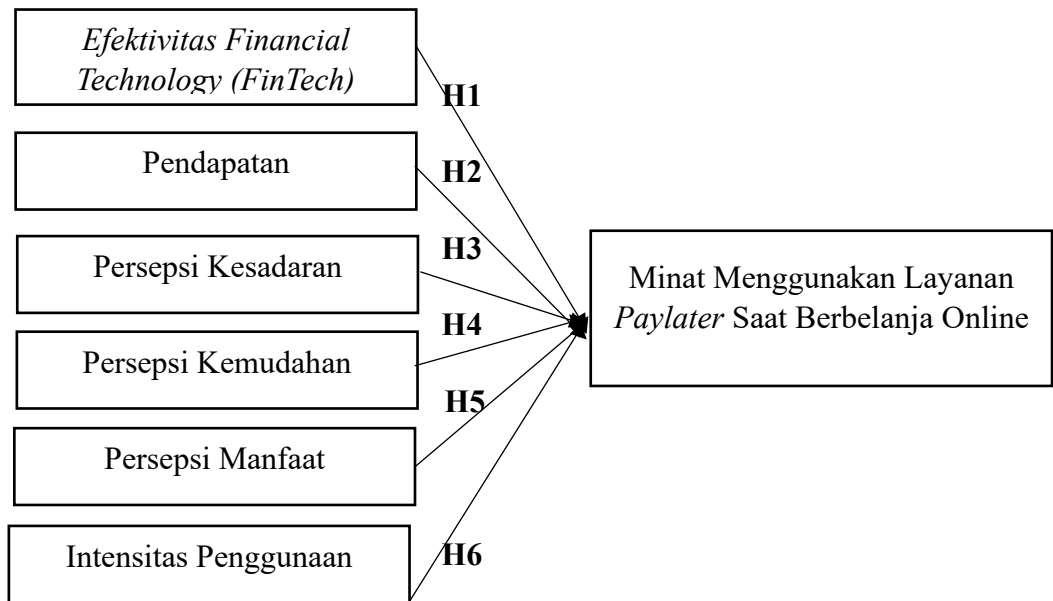 Efektivitas Financial
Technology (FinTech)
H1
Pendapatan
H2
Persepsi Kesadaran
H3
Minat Menggunakan Layanan
Paylater Saat Berbelanja Online
Persepsi Kemudahan
H4
H5
Persepsi Manfaat
Intensitas Penggunaan
H6